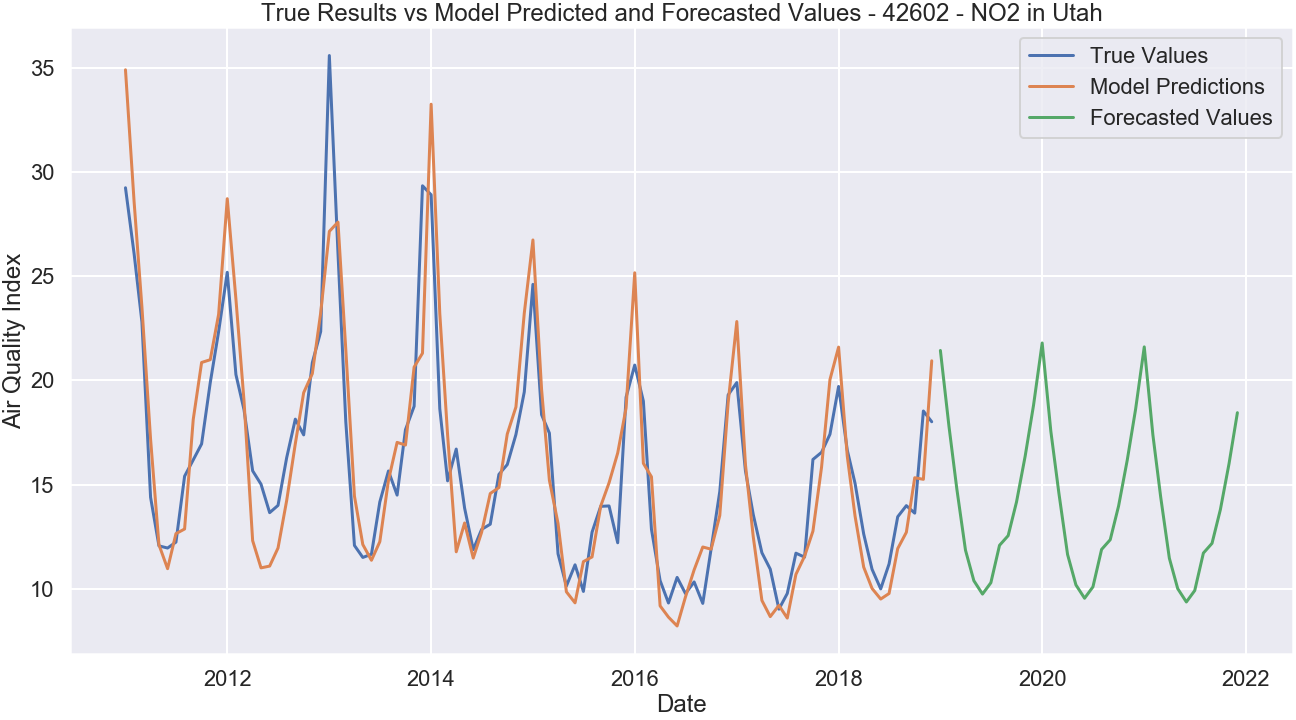 True Results vs Model Predicted and Forecasted Values - 42602 - NO2 in Utah
True Values
Model Predictions
Forecasted Values
Air Quality Index
35
30
25
20
15
10
2012 2014 2016 2018 2020 2022
Date